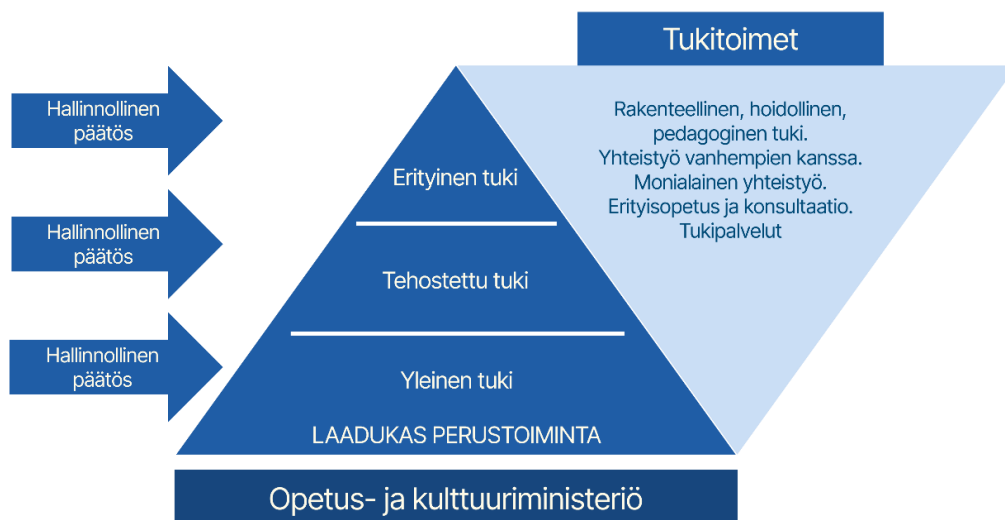 Tukitoimet
Hallinnollinen
päätös
Rakenteellinen, hoidollinen,
pedagoginen tuki.
Yhteistyö vanhempien kanssa.
Monialainen yhteistyö.
Erityisopetus ja konsultaatio.
Tukipalvelut
Erityinen tuki
Hallinnollinen
päätös
Tehostettu tuki
Hallinnollinen
päätös
Yleinen tuki
LAADUKAS PERUSTOIMINTA
Opetus- ja kulttuuriministeriö